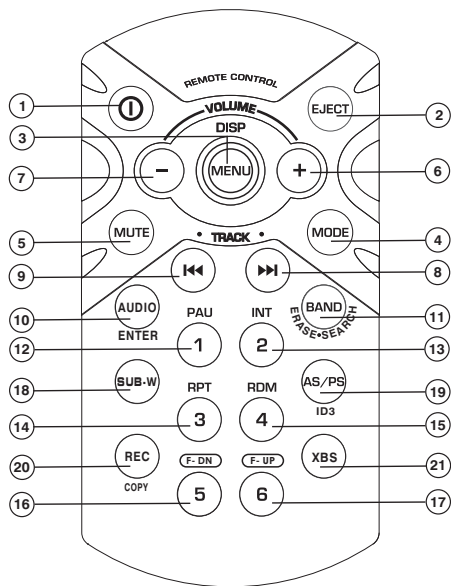 REMOTE CONTROL
1
EJECT
2
VOLUME
DISP
3
MENU
7
−
+
6
5
MUTE
MODE
4
• TRACK •
9
8
10
AUDIO
ENTER
BAND
ERASE•SEARCH
11
PAU
INT
12
1
2
13
18
SUB-W
AS/PS
ID3
19
RPT
RDM
14
3
4
15
20
REC
COPY
XBS
21
F- DN
F- UP
16
5
6
17